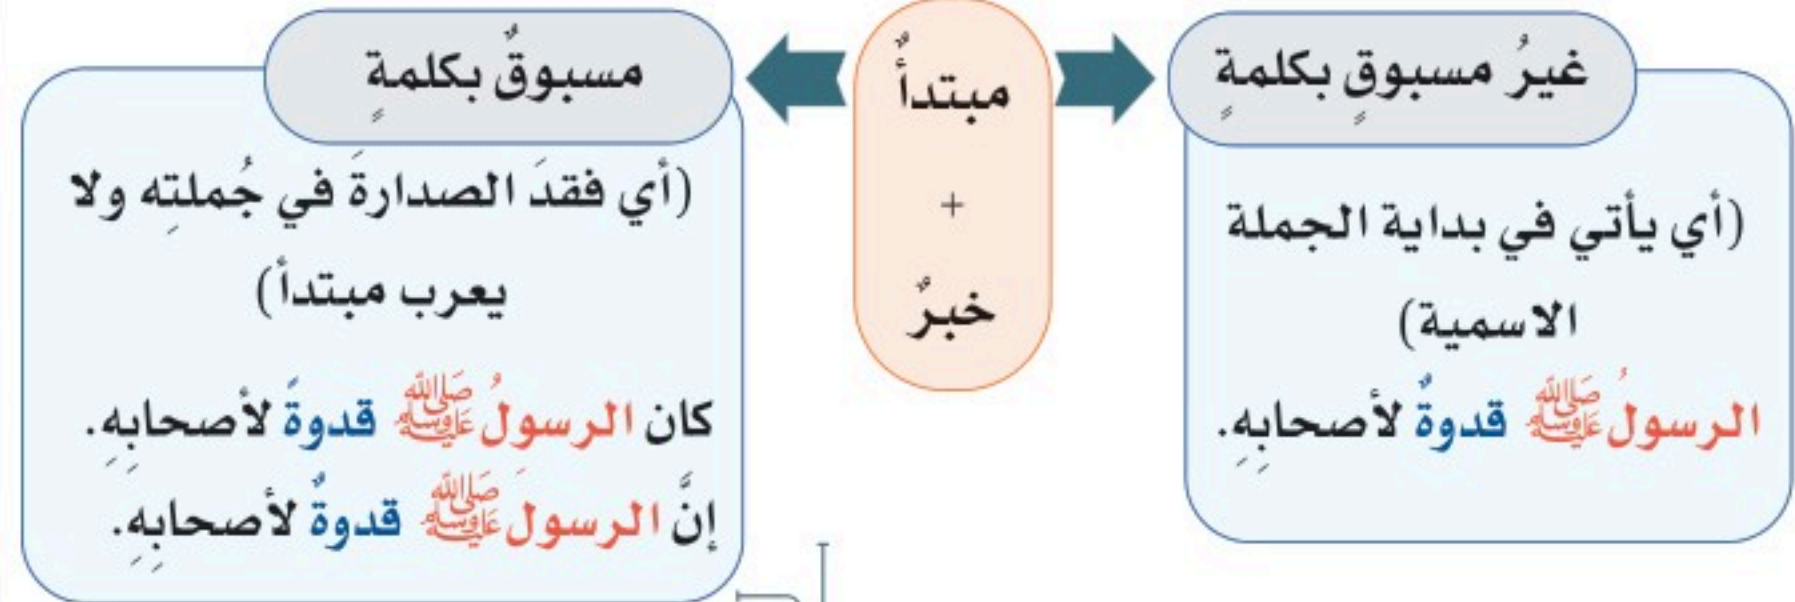 غيرُ مسبوقٍ بكلمةٍ
(أي يأتي في بداية الجملة
الاسمية)
الرسولُ ﷺ قدوةٌ لأصحابِهِ.
مبتدأٌ
+
خبرٌ
مسبوقٌ بكلمةٍ
(أي فقدَ الصدارةَ في جُملتِه ولا
يعرب مبتدأ)
كان الرسولُ ﷺ قدوةً لأصحابِهِ.
إنَّ الرسولَ ﷺ قدوةٌ لأصحابِهِ.